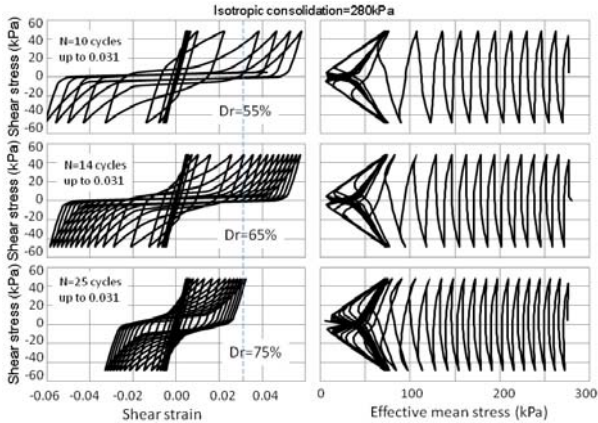 Isotropic consolidation=280kPa
Shear stress (kPa)
60
40
20
0
-20
-40
-60
N=10 cycles
up to 0.031
Dr=55%
Shear stress (kPa)
60
40
20
0
-20
-40
-60
N=14 cycles
up to 0.031
Dr=65%
Shear stress (kPa)
60
40
20
0
-20
-40
-60
N=25 cycles
up to 0.031
Dr=75%
-0.06 -0.04 -0.02 0.00 0.02 0.04
0 100 200 300
Shear strain
Effective mean stress (kPa)